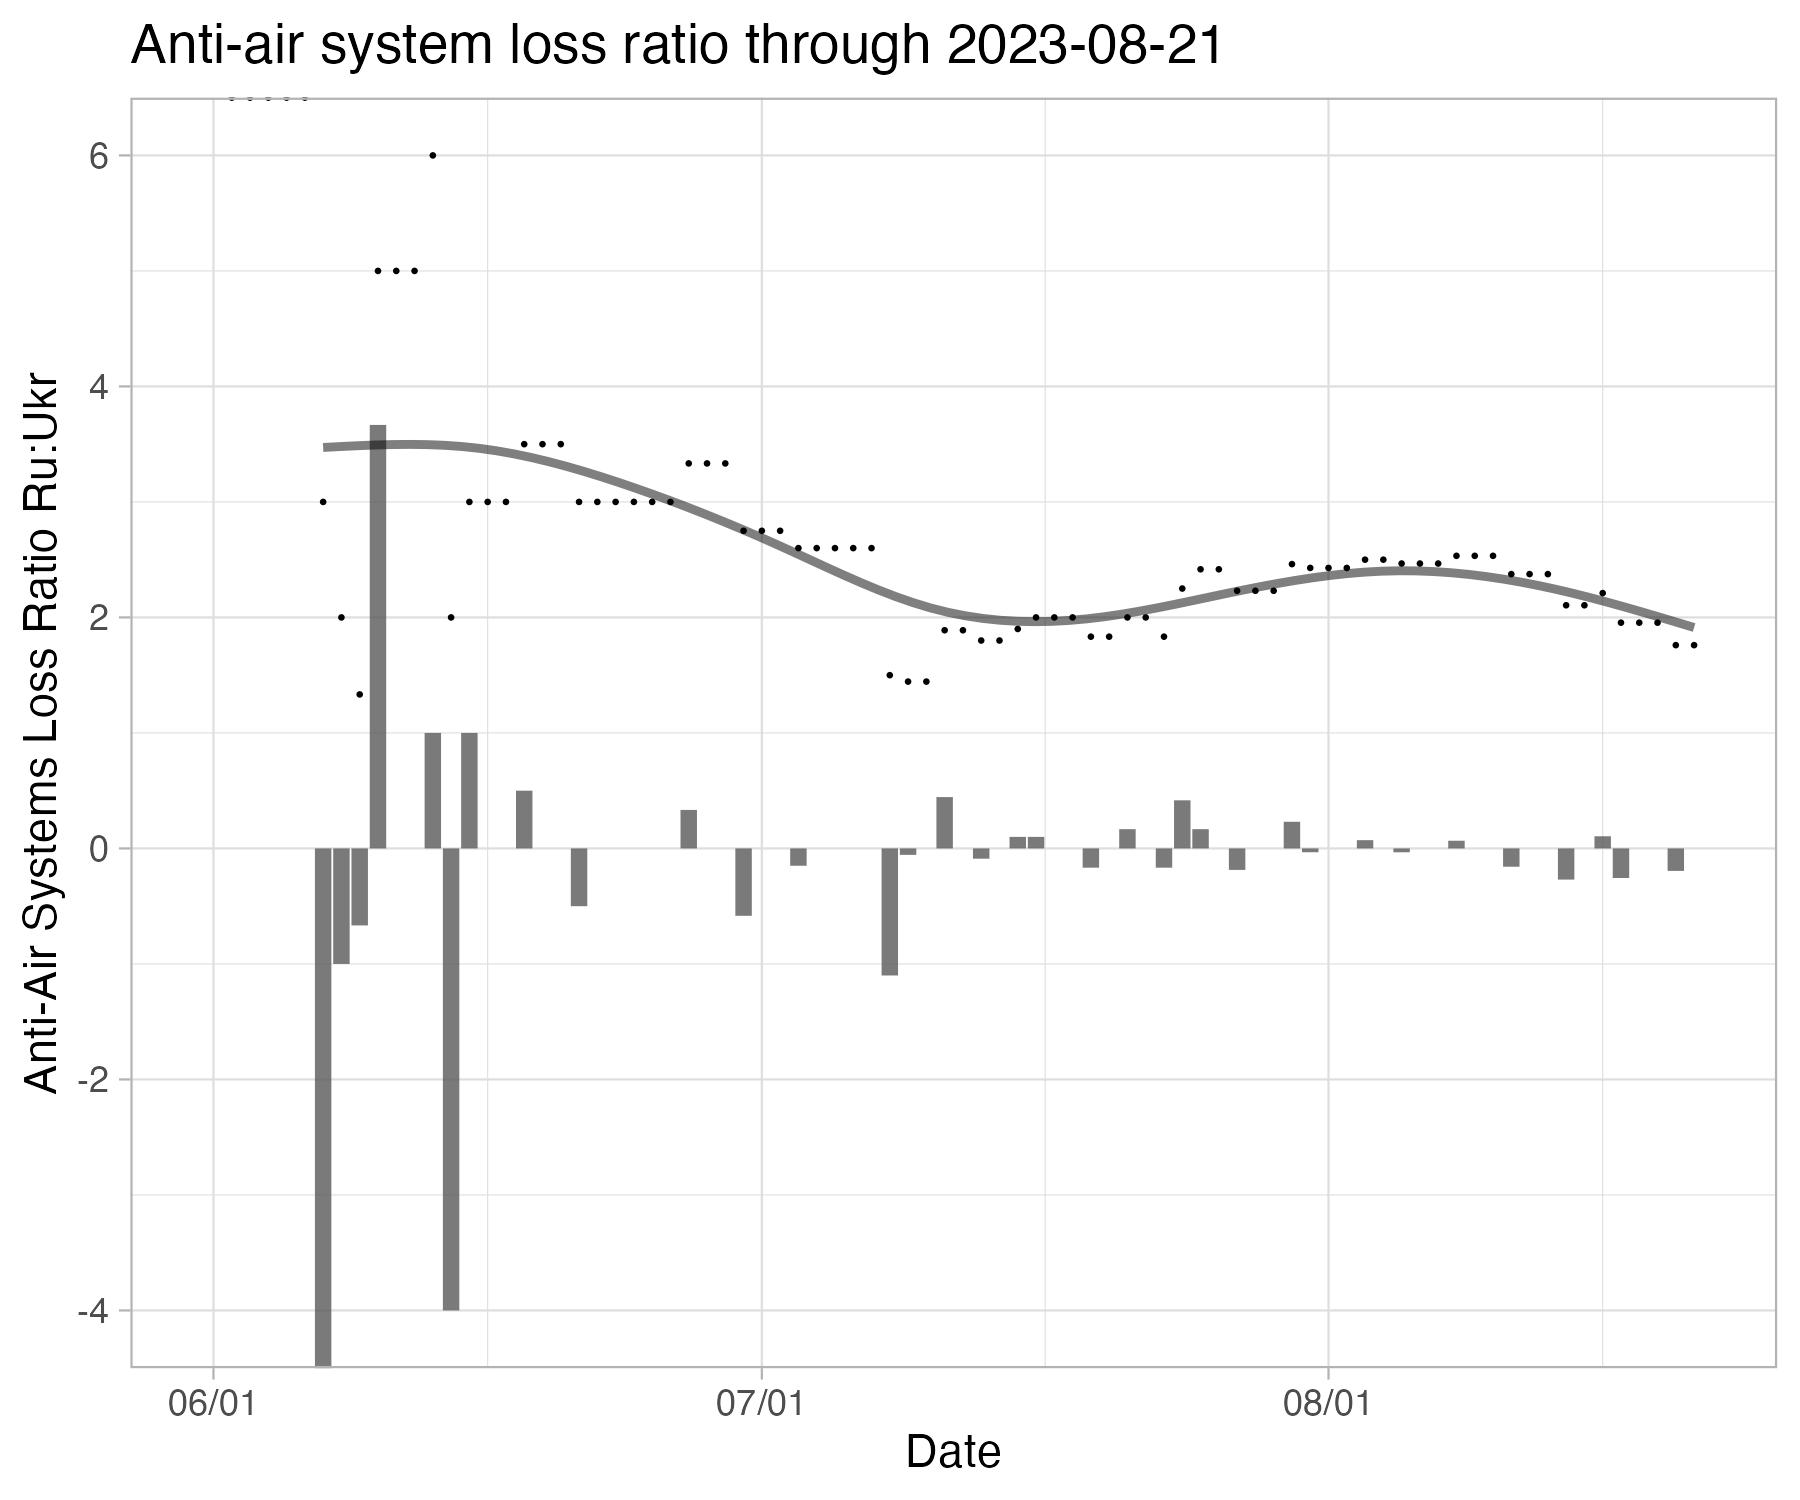 Anti-air system loss ratio through 2023-08-21
Anti-Air Systems Loss Ratio Ru:Ukr
6
4
2
0
-2
-4
06/01 07/01 08/01
Date